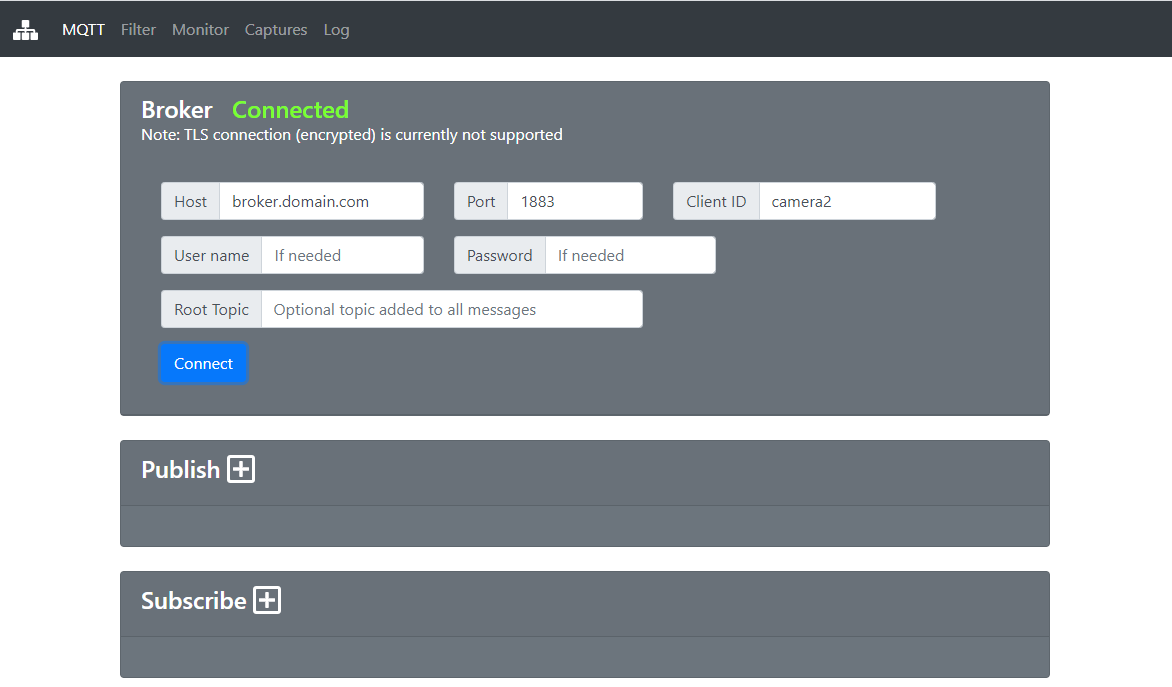 MQTT Filter Monitor Captures Log
Broker Connected
Note: TLS connection (encrypted) is currently not supported
Host broker.domain.com Port 1883 Client ID camera2
User name If needed Password If needed
Root Topic Optional topic added to all messages
Connect
Publish
Subscribe